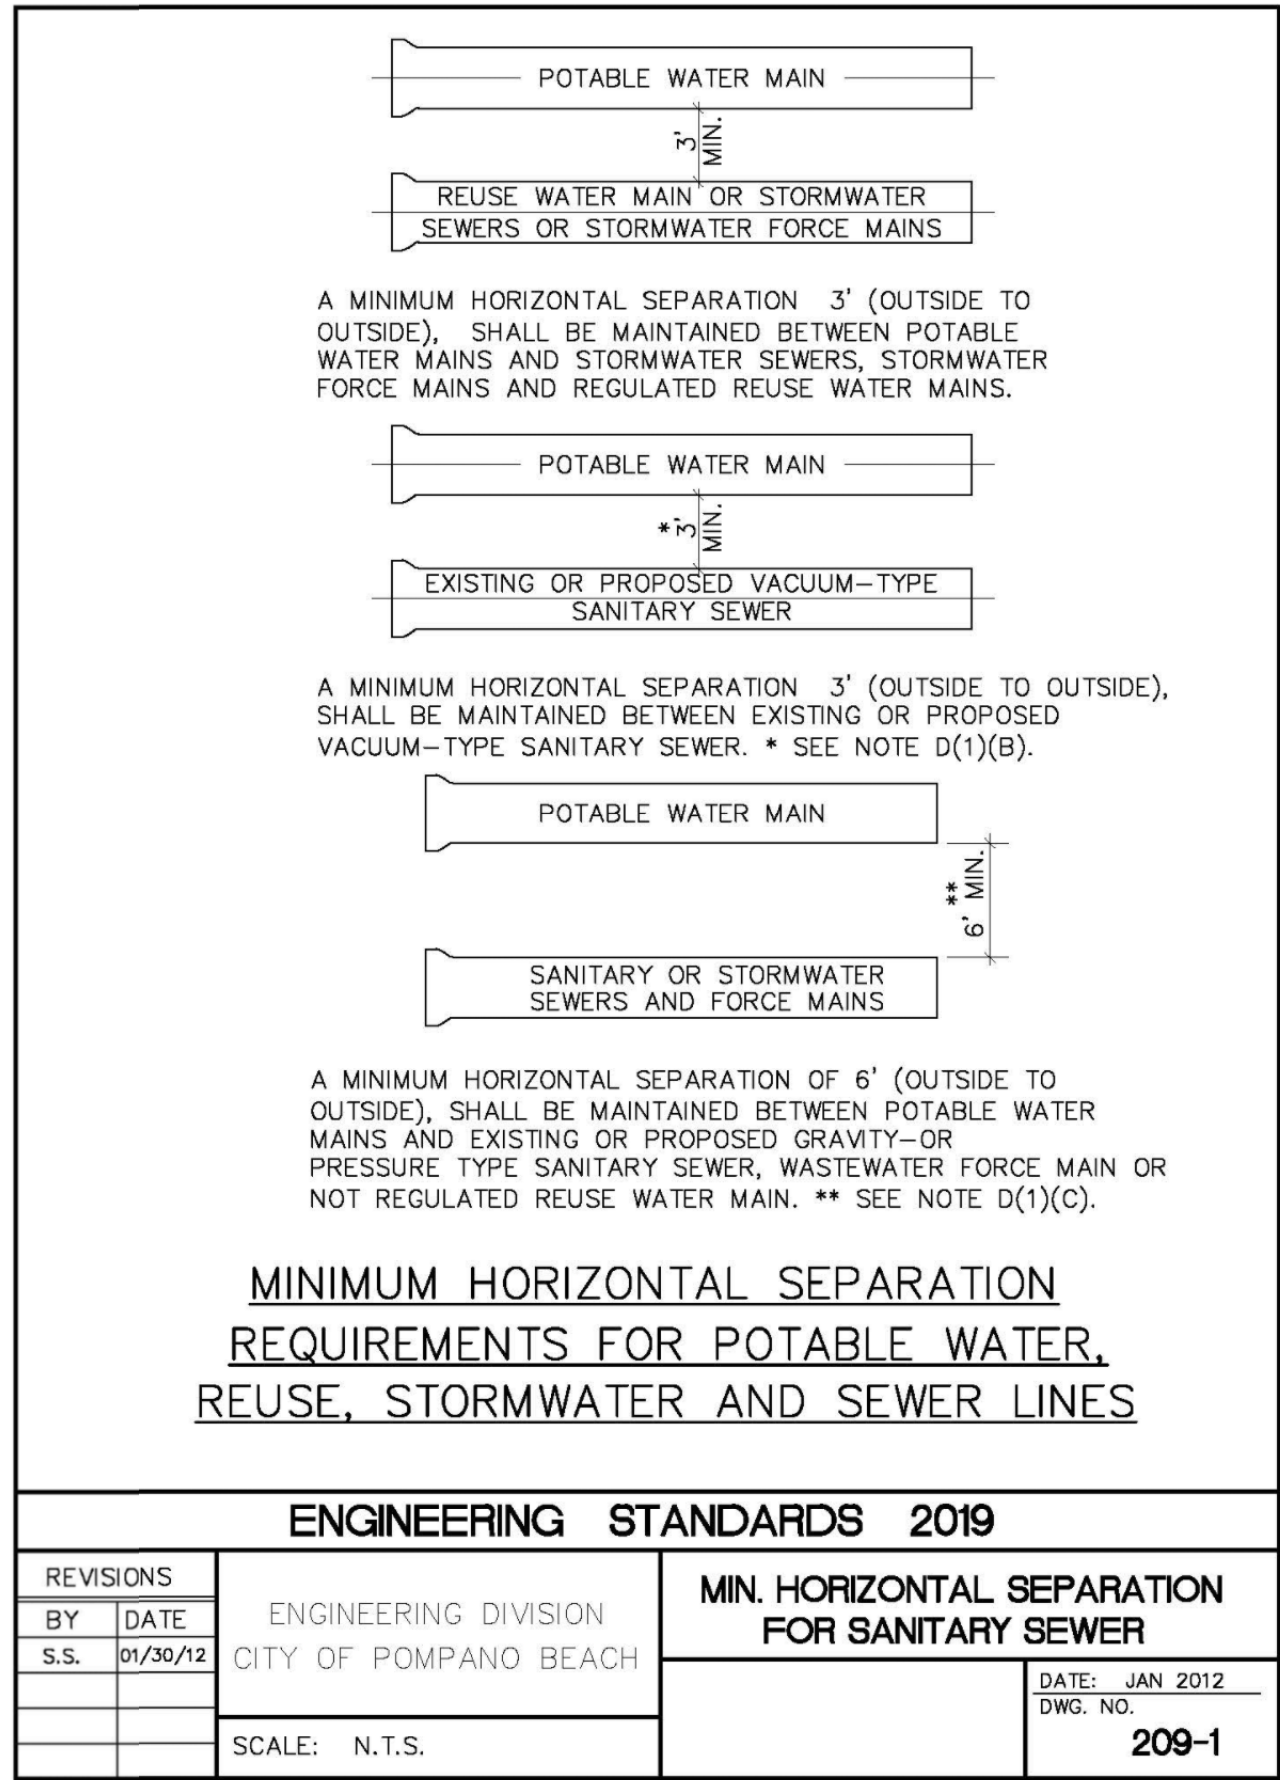 POTABLE WATER MAIN
3'
MIN.
REUSE WATER MAIN OR STORMWATER
SEWERS OR STORMWATER FORCE MAINS
A MINIMUM HORIZONTAL SEPARATION 3' (OUTSIDE TO
OUTSIDE), SHALL BE MAINTAINED BETWEEN POTABLE
WATER MAINS AND STORMWATER SEWERS, STORMWATER
FORCE MAINS AND REGULATED REUSE WATER MAINS.
POTABLE WATER MAIN
* 3'
MIN.
EXISTING OR PROPOSED VACUUM-TYPE
SANITARY SEWER
A MINIMUM HORIZONTAL SEPARATION 3' (OUTSIDE TO OUTSIDE),
SHALL BE MAINTAINED BETWEEN EXISTING OR PROPOSED
VACUUM-TYPE SANITARY SEWER. * SEE NOTE D(1)(B).
POTABLE WATER MAIN
**
6' MIN.
SANITARY OR STORMWATER
SEWERS AND FORCE MAINS
A MINIMUM HORIZONTAL SEPARATION OF 6' (OUTSIDE TO
OUTSIDE), SHALL BE MAINTAINED BETWEEN POTABLE WATER
MAINS AND EXISTING OR PROPOSED GRAVITY-OR
PRESSURE TYPE SANITARY SEWER, WASTEWATER FORCE MAIN OR
NOT REGULATED REUSE WATER MAIN. ** SEE NOTE D(1)(C).
MINIMUM HORIZONTAL SEPARATION
REQUIREMENTS FOR POTABLE WATER,
REUSE, STORMWATER AND SEWER LINES
ENGINEERING STANDARDS 2019
REVISIONS
BY DATE
S.S. 01/30/12
ENGINEERING DIVISION
CITY OF POMPANO BEACH
SCALE: N.T.S.
MIN. HORIZONTAL SEPARATION
FOR SANITARY SEWER
DATE: JAN 2012
DWG. NO.
209-1